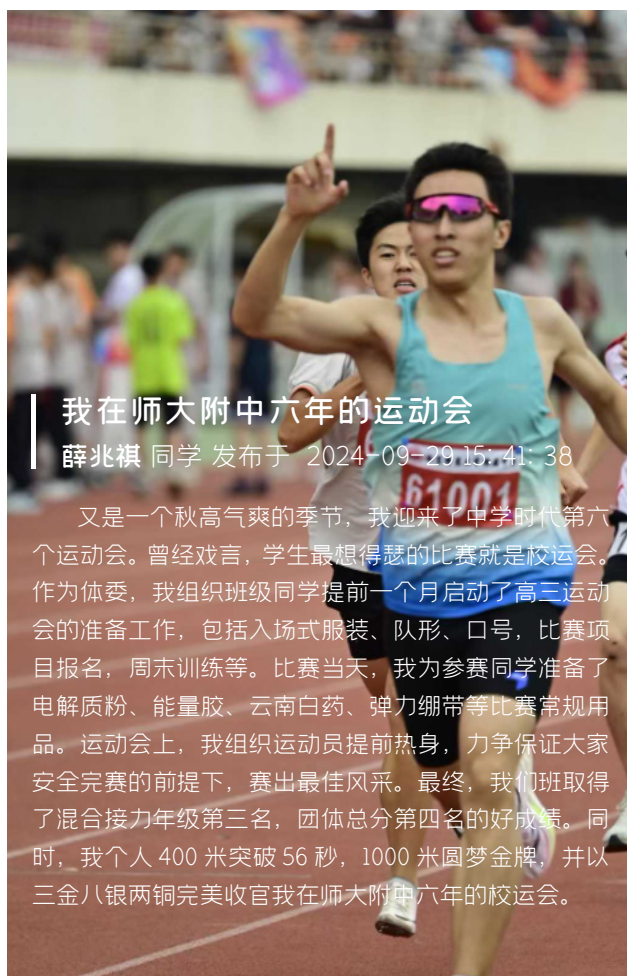 我在师大附中六年的运动会
薛兆祺 同学 发布于 2024-09-29 15:41:38
61001
又是一个秋高气爽的季节，我迎来了中学时代第六
个运动会。曾经戏言，学生最想得瑟的比赛就是校运会。
作为体委，我组织班级同学提前一个月启动了高三运动
会的准备工作，包括入场式服装、队形、口号，比赛项
目报名，周末训练等。比赛当天，我为参赛同学准备了
电解质粉、能量胶、云南白药、弹力绷带等比赛常规用
品。运动会上，我组织运动员提前热身，力争保证大家
安全完赛的前提下，赛出最佳风采。最终，我们班取得
了混合接力年级第三名，团体总分第四名的好成绩。同
时，我个人 400 米突破 56 秒，1000 米圆梦金牌，并以
三金八银两铜完美收官我在师大附中六年的校运会。